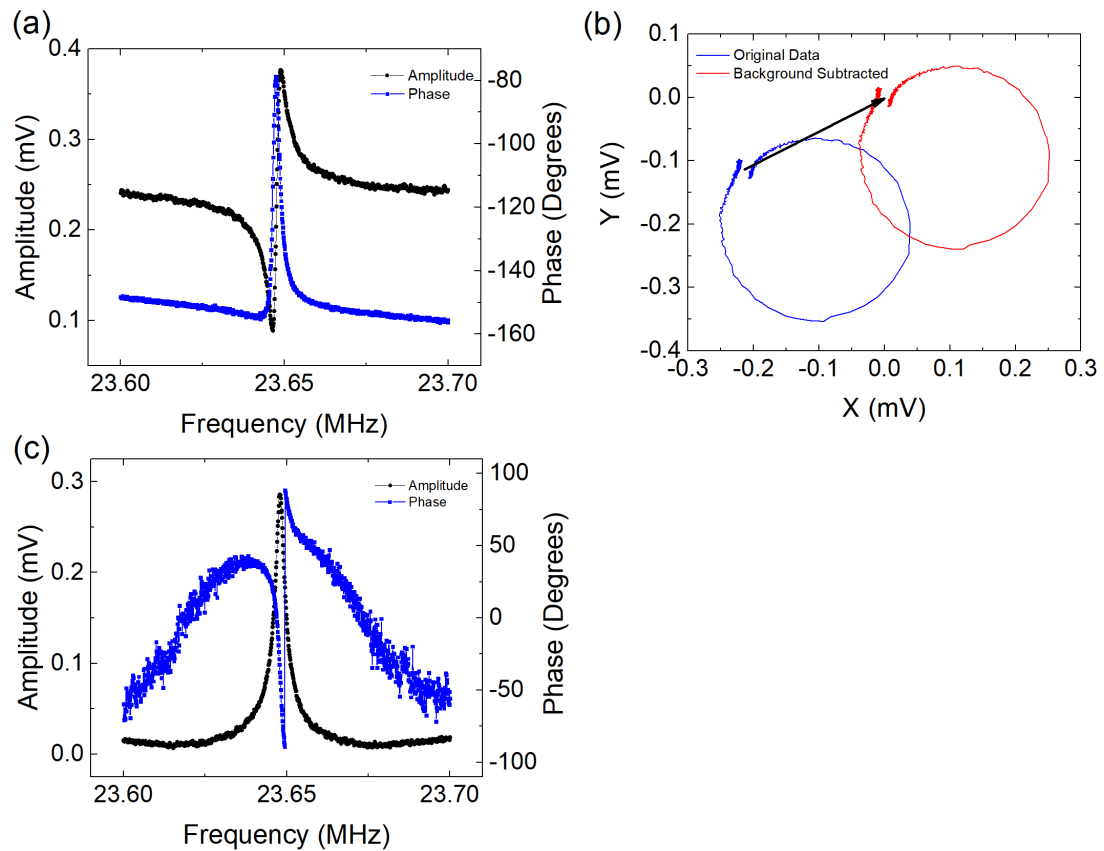 (a)
0.4
0.3
0.2
0.1
Amplitude (mV)
Amplitude
Phase
-80
-100
-120
-140
-160
Phase (Degrees)
23.60 23.65 23.70
Frequency (MHz)
(b)
0.1
0.0
-0.1
-0.2
-0.3
-0.4
Y (mV)
Original Data
Background Subtracted
-0.3 -0.2 -0.1 0.0 0.1 0.2 0.3
X (mV)
(c)
0.3
0.2
0.1
0.0
Amplitude (mV)
Amplitude
Phase
100
50
0
-50
-100
Phase (Degrees)
23.60 23.65 23.70
Frequency (MHz)